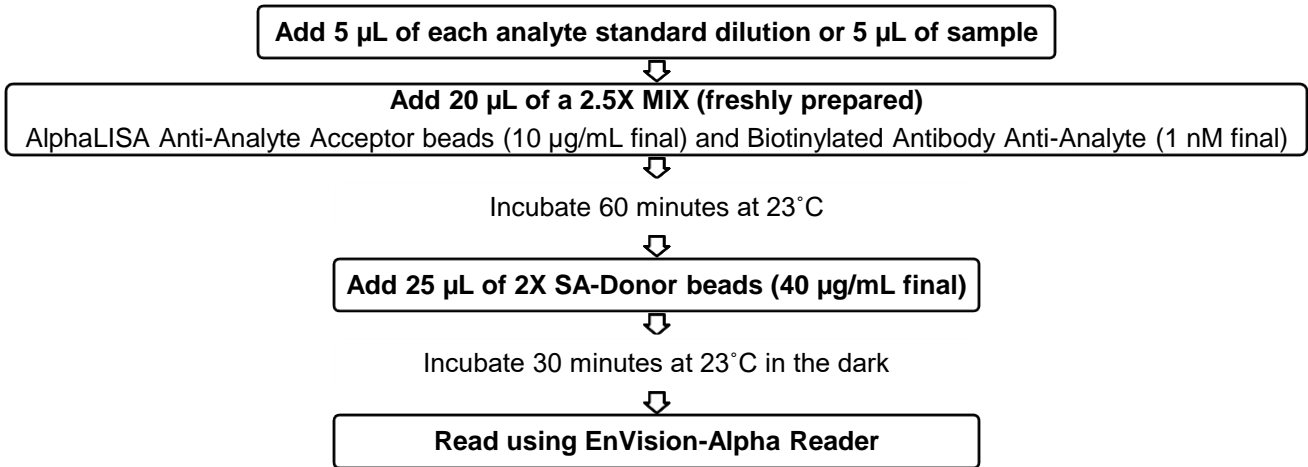 Add 5 µL of each analyte standard dilution or 5 µL of sample
Add 20 µL of a 2.5X MIX (freshly prepared)
AlphaLISA Anti-Analyte Acceptor beads (10 µg/mL final) and Biotinylated Antibody Anti-Analyte (1 nM final)
Incubate 60 minutes at 23˚C
Add 25 µL of 2X SA-Donor beads (40 µg/mL final)
Incubate 30 minutes at 23˚C in the dark
Read using EnVision-Alpha Reader